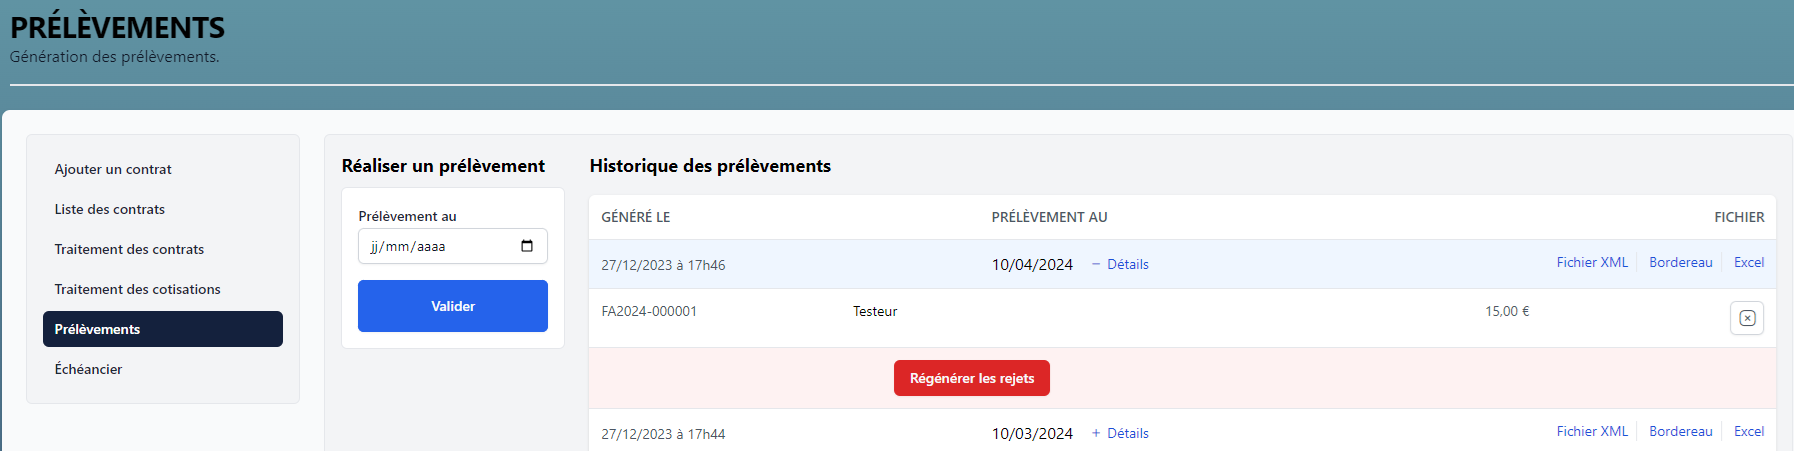 PRÉLÈVEMENTS
Génération des prélèvements.
Ajouter un contrat
Liste des contrats
Traitement des contrats
Traitement des cotisations
Prélèvements
Échéancier
Réaliser un prélèvement
Prélèvement au
jj/mm/aaaa
Valider
Historique des prélèvements
GÉNÉRÉ LE PRÉLÈVEMENT AU FICHIER
27/12/2023 à 17h46 10/04/2024 − Détails Fichier XML Bordereau Excel
FA2024-000001 Testeur 15,00 €
Régénérer les rejets
27/12/2023 à 17h44 10/03/2024 + Détails Fichier XML Bordereau Excel